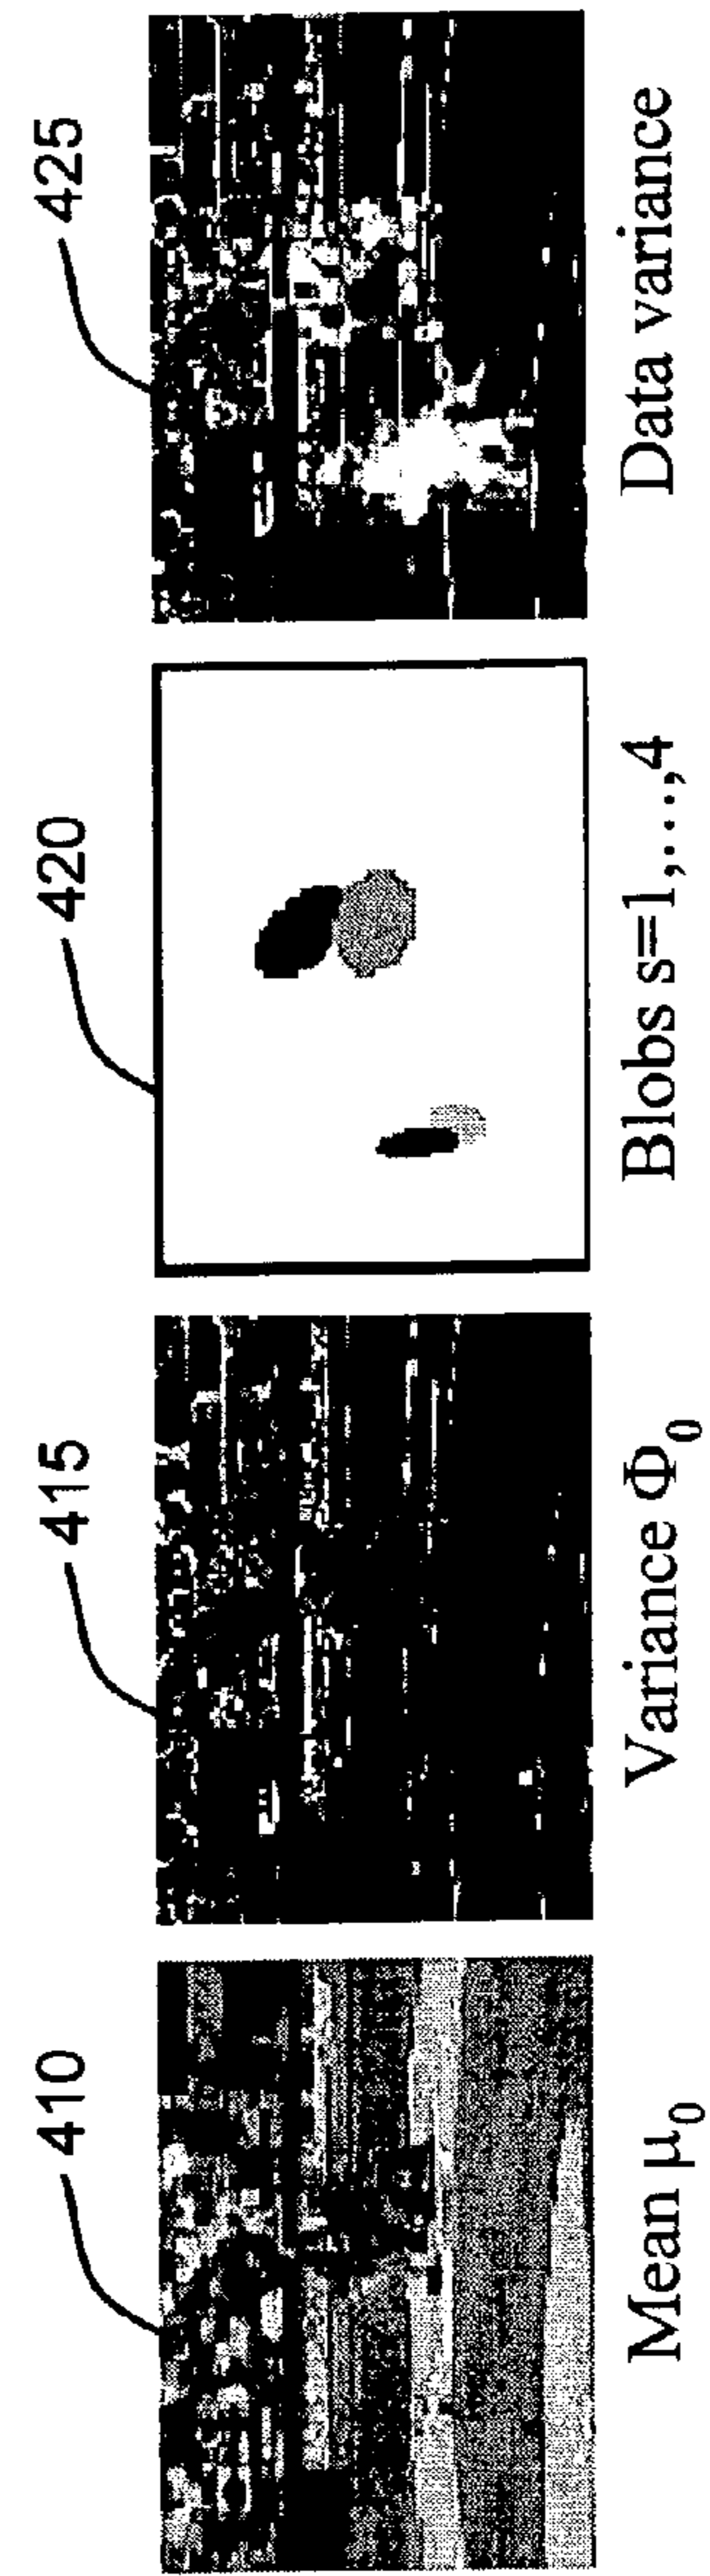 410
415
420
425
Mean μ₀
Variance Φ₀
Blobs s=1,...,4
Data variance